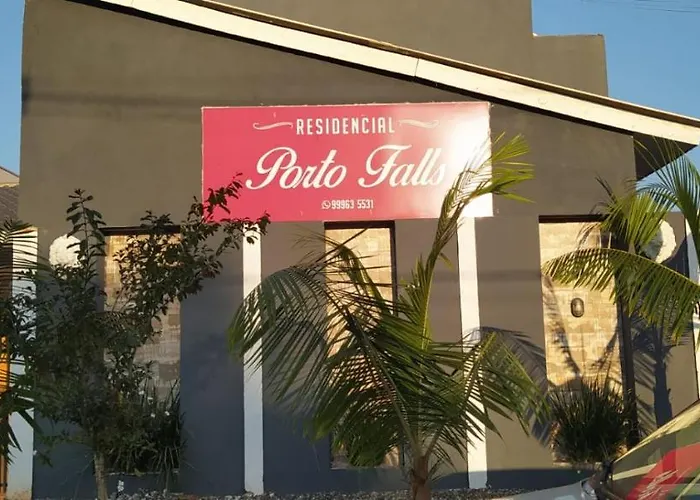 RESIDENCIAL
Porto Falls
99963 5531